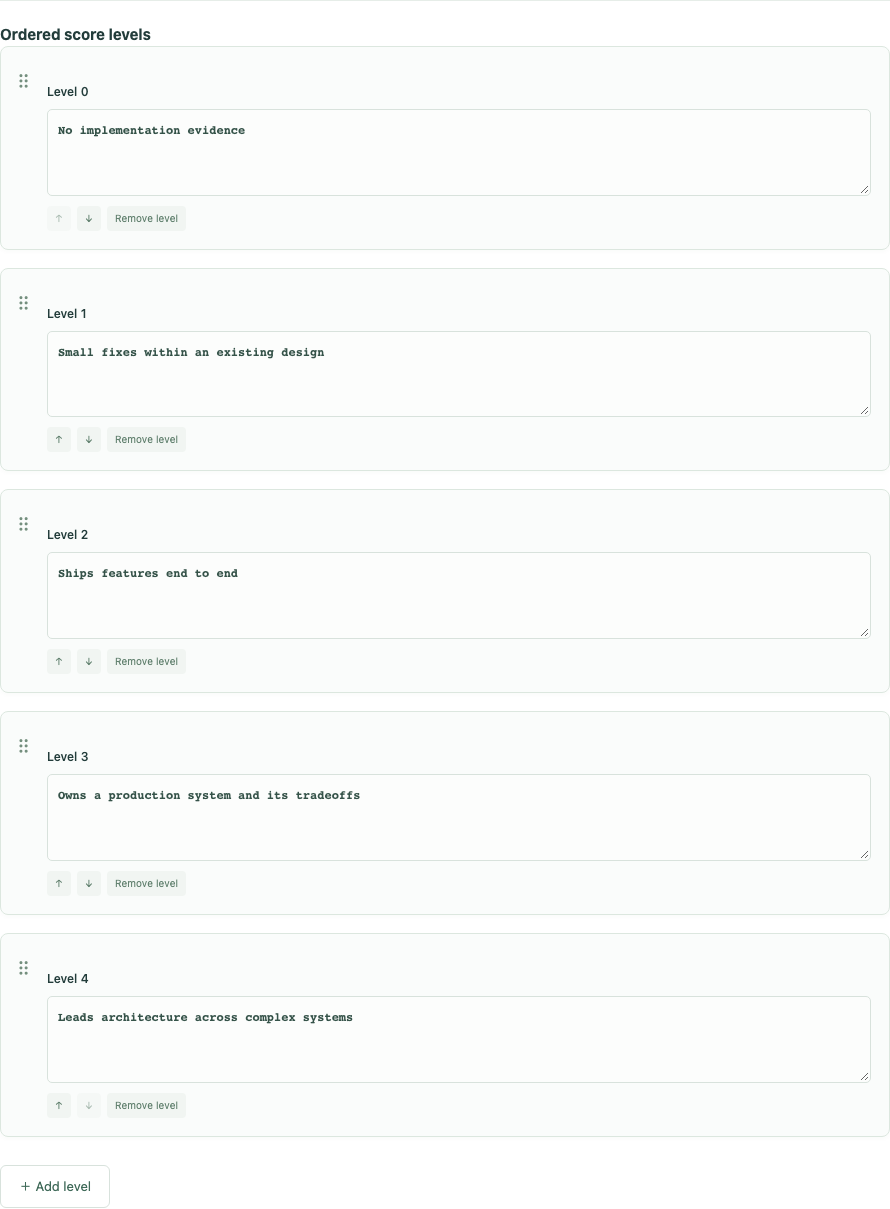 Ordered score levels
Level 0
No implementation evidence
↑ ↓ Remove level
Level 1
Small fixes within an existing design
↑ ↓ Remove level
Level 2
Ships features end to end
↑ ↓ Remove level
Level 3
Owns a production system and its tradeoffs
↑ ↓ Remove level
Level 4
Leads architecture across complex systems
↑ ↓ Remove level
+ Add level